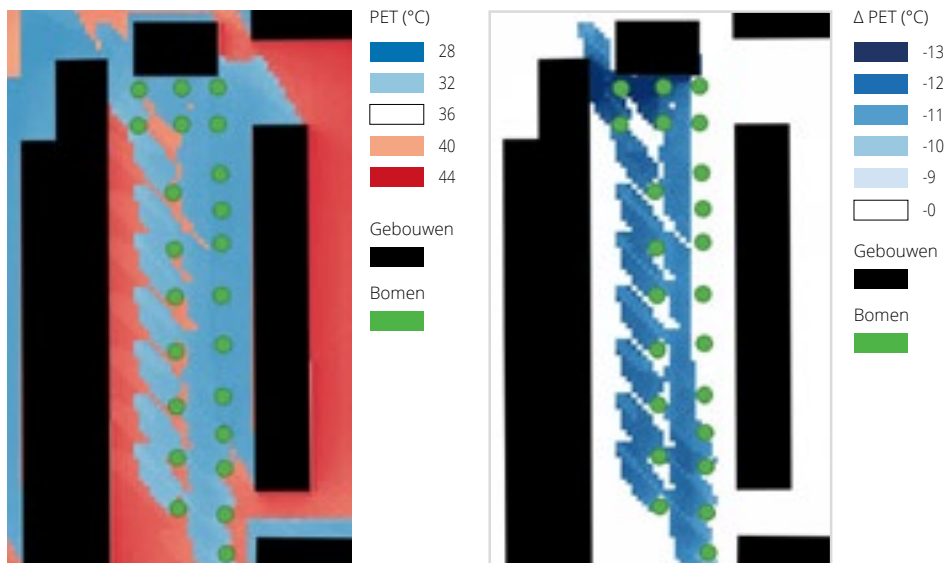 PET (°C)
28
32
36
40
44
Gebouwen
Bomen
Δ PET (°C)
-13
-12
-11
-10
-9
-0
Gebouwen
Bomen